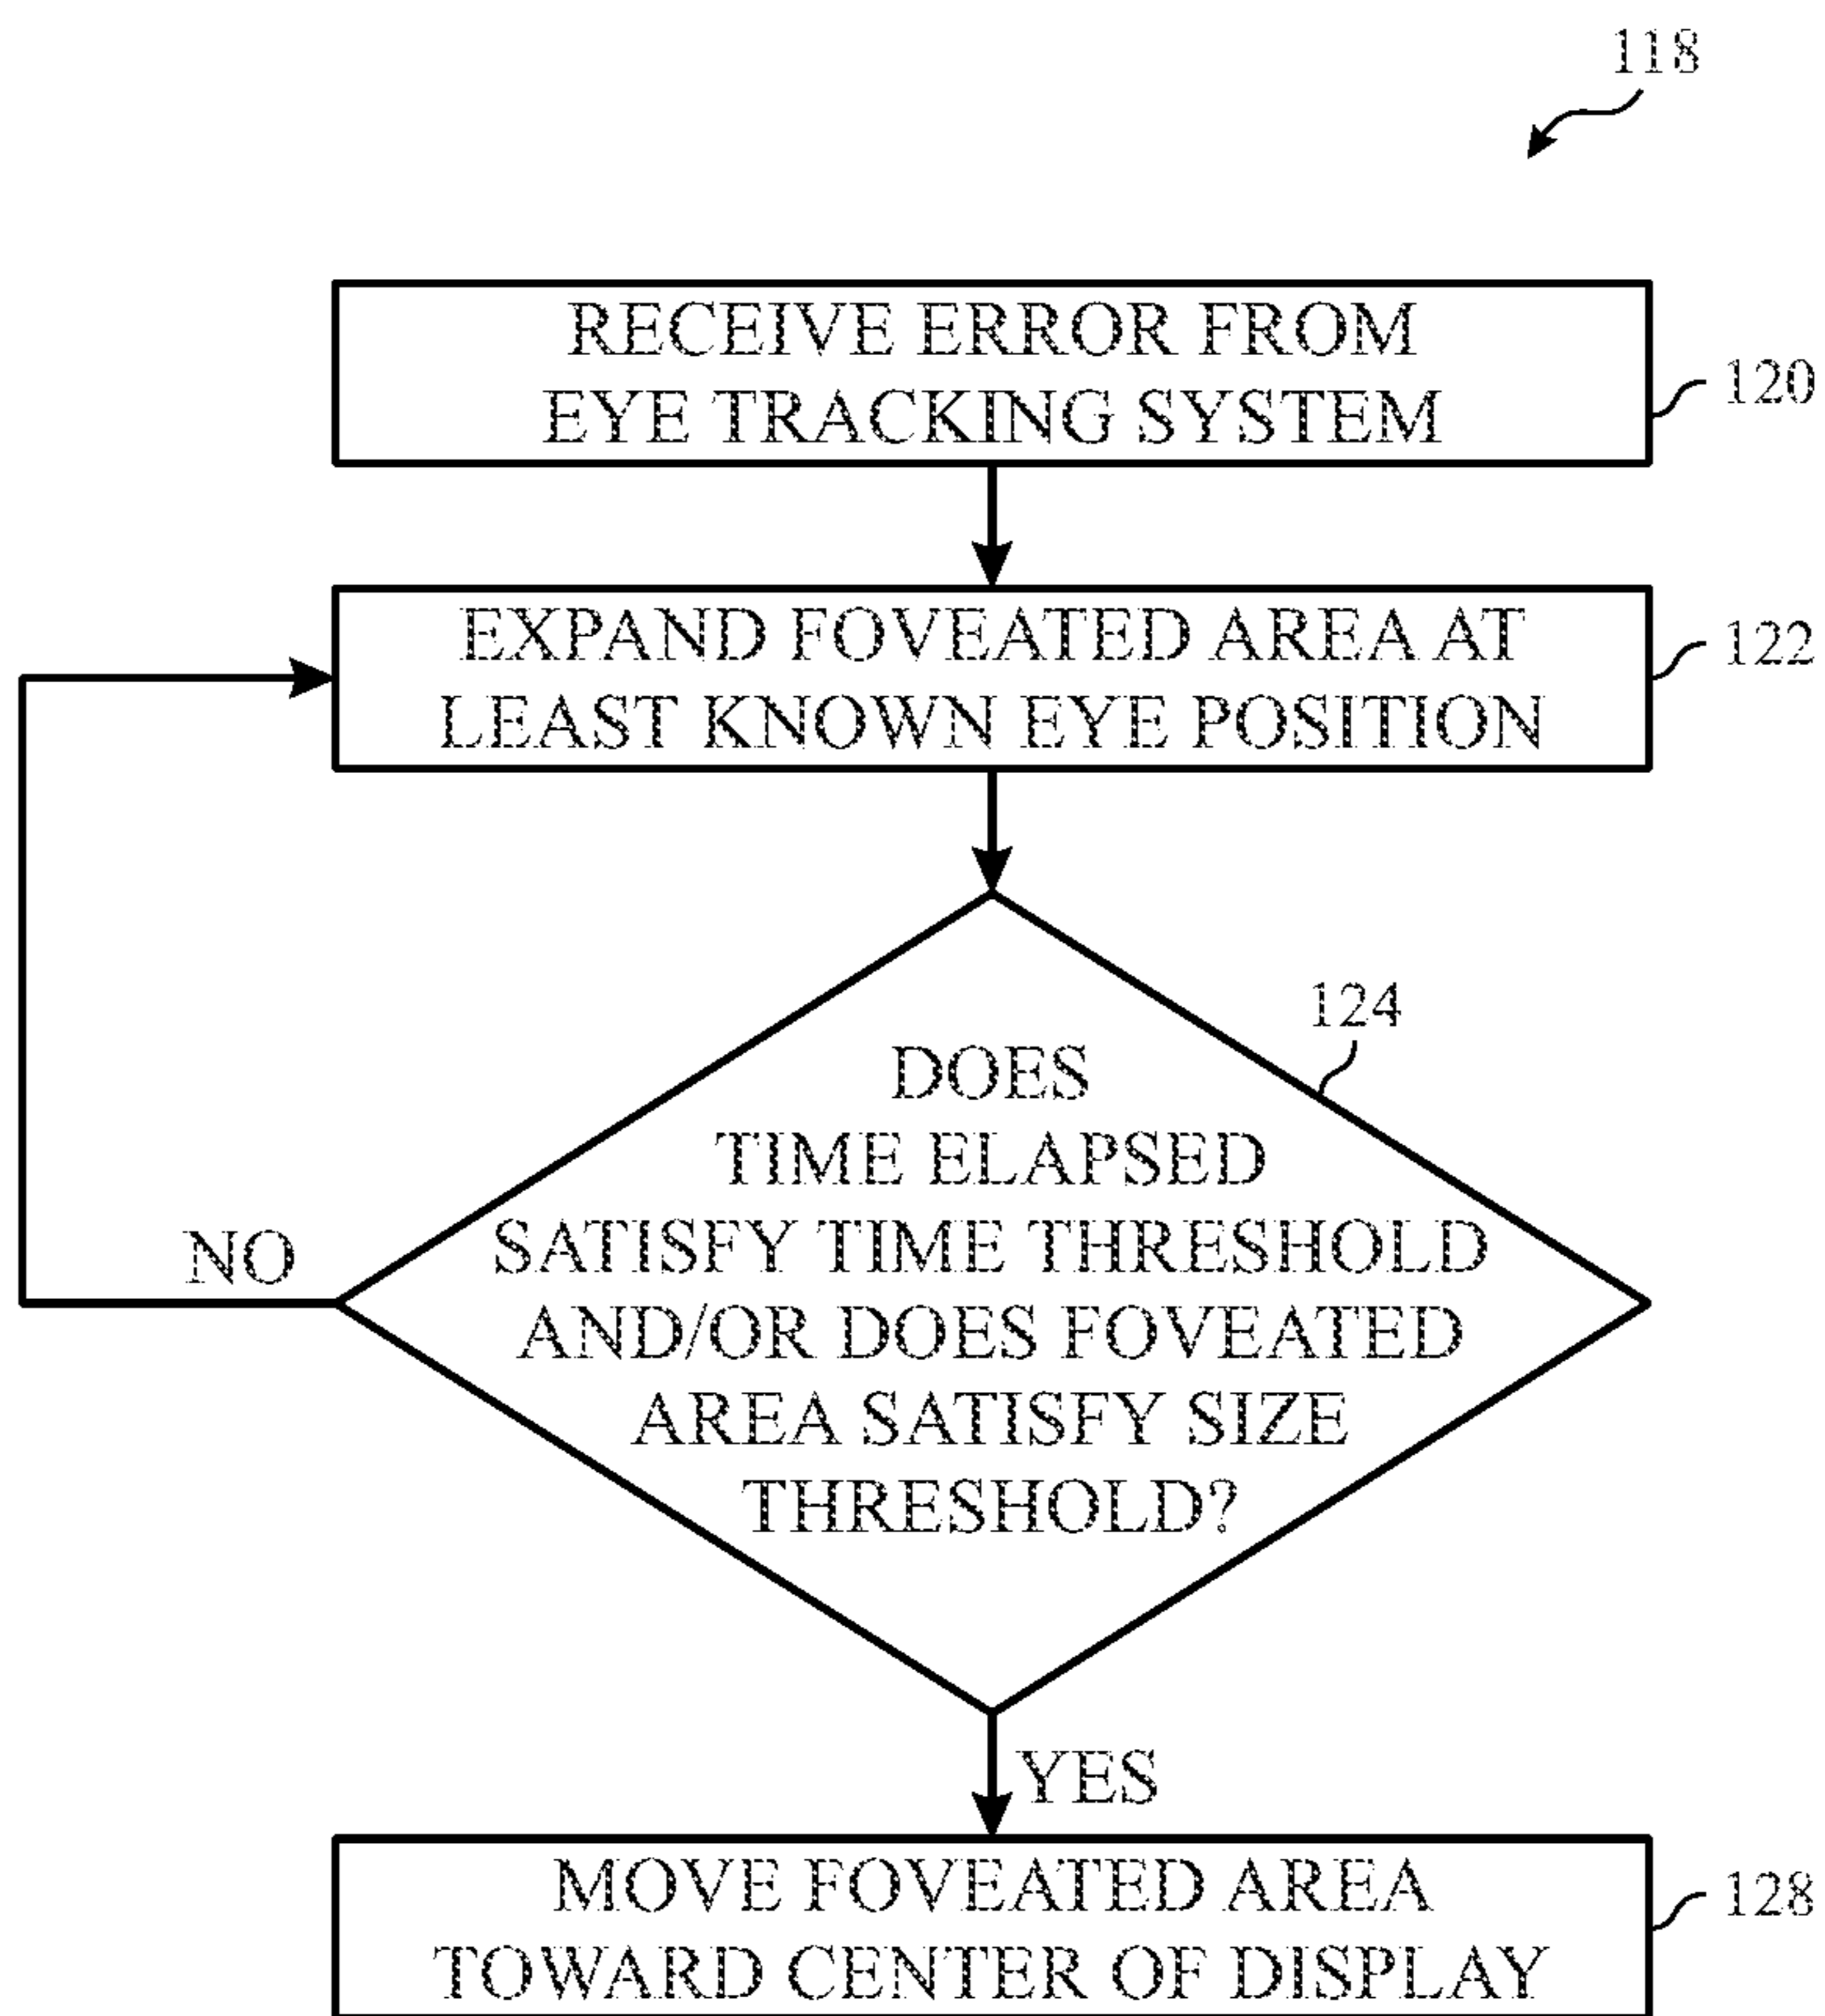 118
RECEIVE ERROR FROM
EYE TRACKING SYSTEM
120
EXPAND FOVEATED AREA AT
LEAST KNOWN EYE POSITION
122
124
DOES
TIME ELAPSED
SATISFY TIME THRESHOLD
AND/OR DOES FOVEATED
AREA SATISFY SIZE
THRESHOLD?
NO
YES
MOVE FOVEATED AREA
TOWARD CENTER OF DISPLAY
128